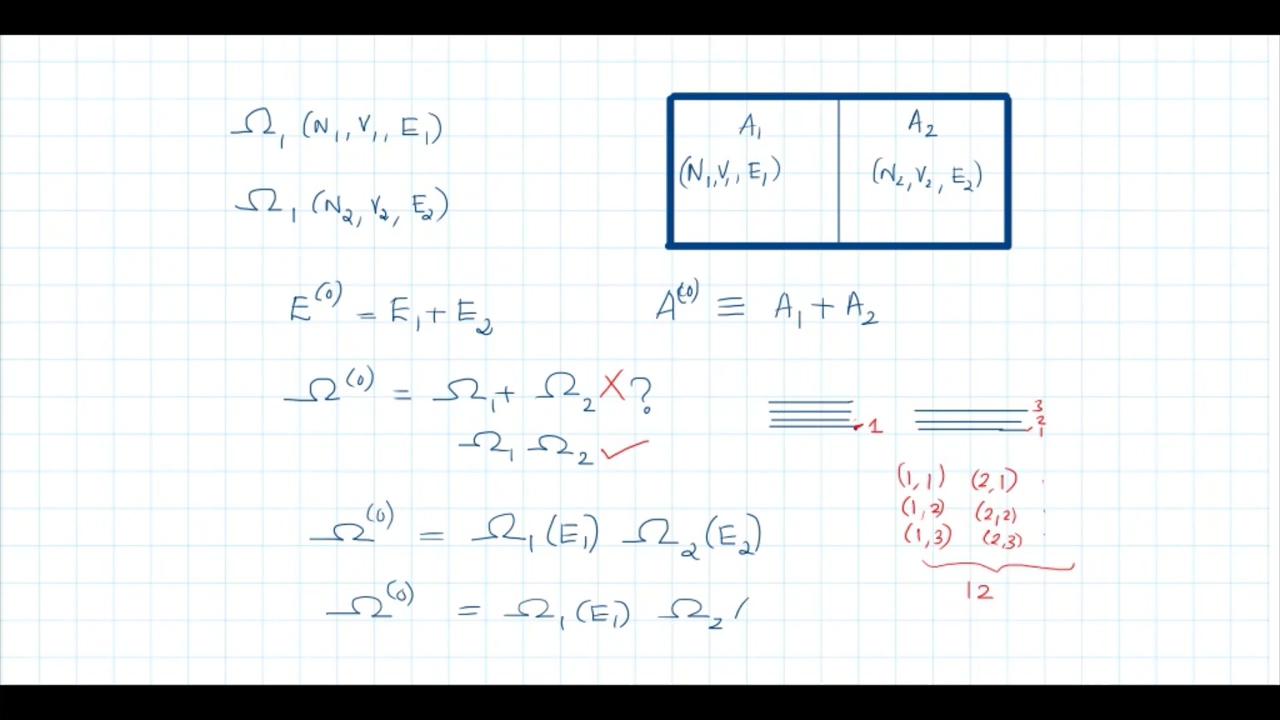 Ω₁ (N₁, V₁, E₁)
Ω₁ (N₂, V₂, E₂)
A₁
(N₁, V₁, E₁)
A₂
(N₂, V₂, E₂)
E⁽⁰⁾ = E₁ + E₂
A⁽⁰⁾ ≡ A₁ + A₂
Ω⁽⁰⁾ = Ω₁ + Ω₂ X ?
Ω₁ Ω₂ ✓
1
3
2
1
(1,1) (2,1) .
(1,2) (2,2) .
(1,3) (2,3) .
12
Ω⁽⁰⁾ = Ω₁(E₁) Ω₂(E₂)
Ω⁽⁰⁾ = Ω₁(E₁) Ω₂(